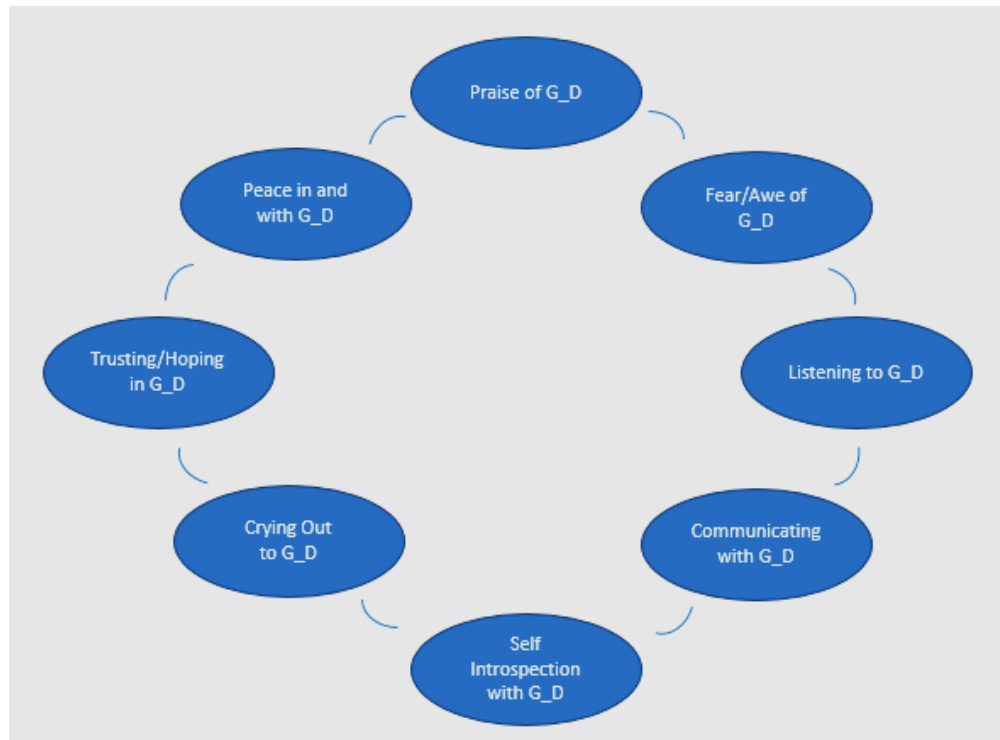 Praise of G_D
Fear/Awe of
G_D
Listening to G_D
Communicating
with G_D
Self
Introspection
with G_D
Crying Out
to G_D
Trusting/Hoping
in G_D
Peace in and
with G_D